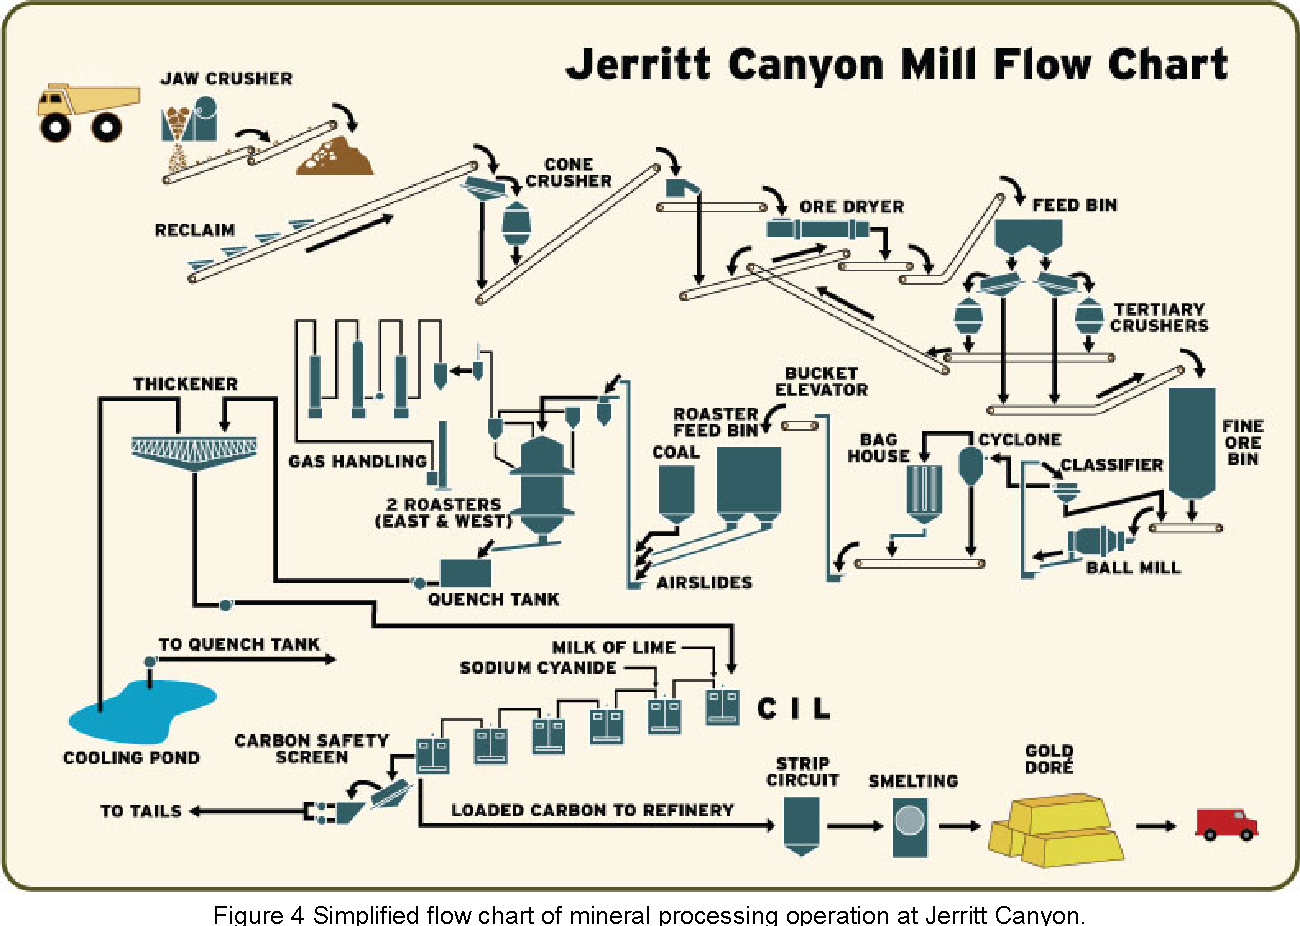 Jerritt Canyon Mill Flow Chart
JAW CRUSHER
CONE
CRUSHER
RECLAIM
ORE DRYER
FEED BIN
TERTIARY
CRUSHERS
THICKENER
BUCKET
ELEVATOR
ROASTER
FEED BIN
COAL
BAG
HOUSE
CYCLONE
CLASSIFIER
FINE
ORE
BIN
GAS HANDLING
2 ROASTERS
(EAST & WEST)
AIRSLIDES
BALL MILL
QUENCH TANK
TO QUENCH TANK
MILK OF LIME
SODIUM CYANIDE
C I L
COOLING POND
CARBON SAFETY
SCREEN
STRIP
CIRCUIT
SMELTING
GOLD
DORÉ
TO TAILS
LOADED CARBON TO REFINERY
Figure 4 Simplified flow chart of mineral processing operation at Jerritt Canyon.